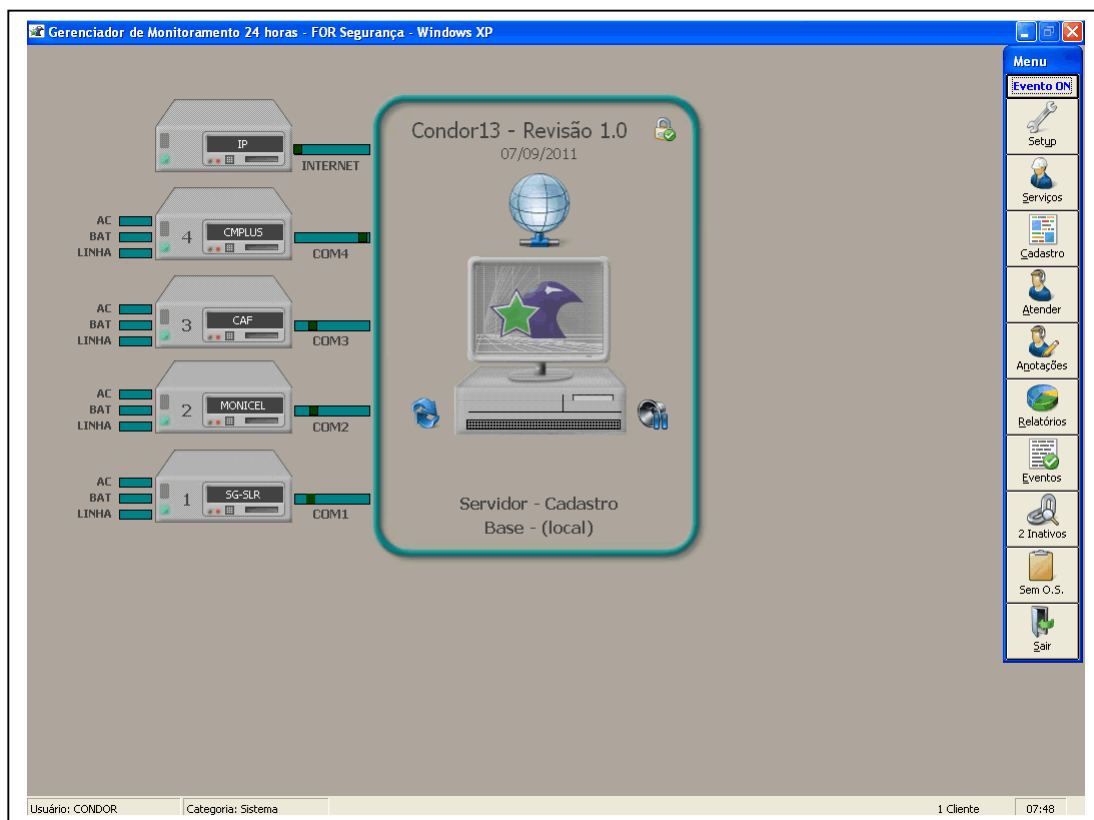 Gerenciador de Monitoramento 24 horas - FOR Segurança - Windows XP
Menu
Evento ON
Setup
Serviços
Cadastro
Atender
Anotações
Relatórios
Eventos
2 Inativos
Sem O.S.
Sair
IP
INTERNET
AC
BAT
LINHA
4
CMPLUS
COM4
AC
BAT
LINHA
3
CAF
COM3
AC
BAT
LINHA
2
MONICEL
COM2
AC
BAT
LINHA
1
SG-SLR
COM1
Condor13 - Revisão 1.0
07/09/2011
Servidor - Cadastro
Base - (local)
Usuário: CONDOR
Categoria: Sistema
1 Cliente
07:48